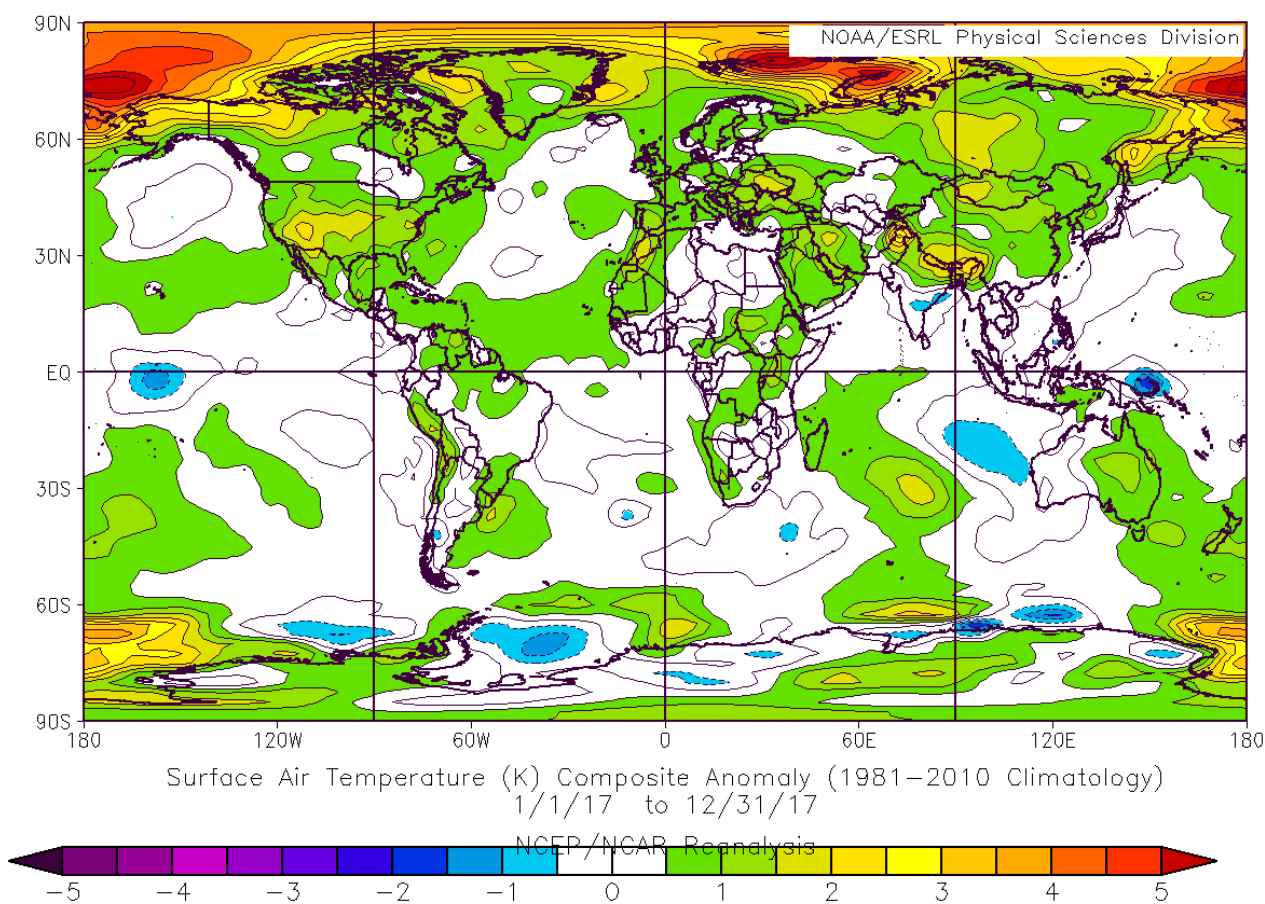 90N
NOAA/ESRL Physical Sciences Division
60N
30N
EQ
30S
60S
90S
180 120W 60W 0 60E 120E 180
Surface Air Temperature (K) Composite Anomaly (1981−2010 Climatology)
1/1/17 to 12/31/17
NCEP/NCAR Reanalysis
−5 −4 −3 −2 −1 0 1 2 3 4 5